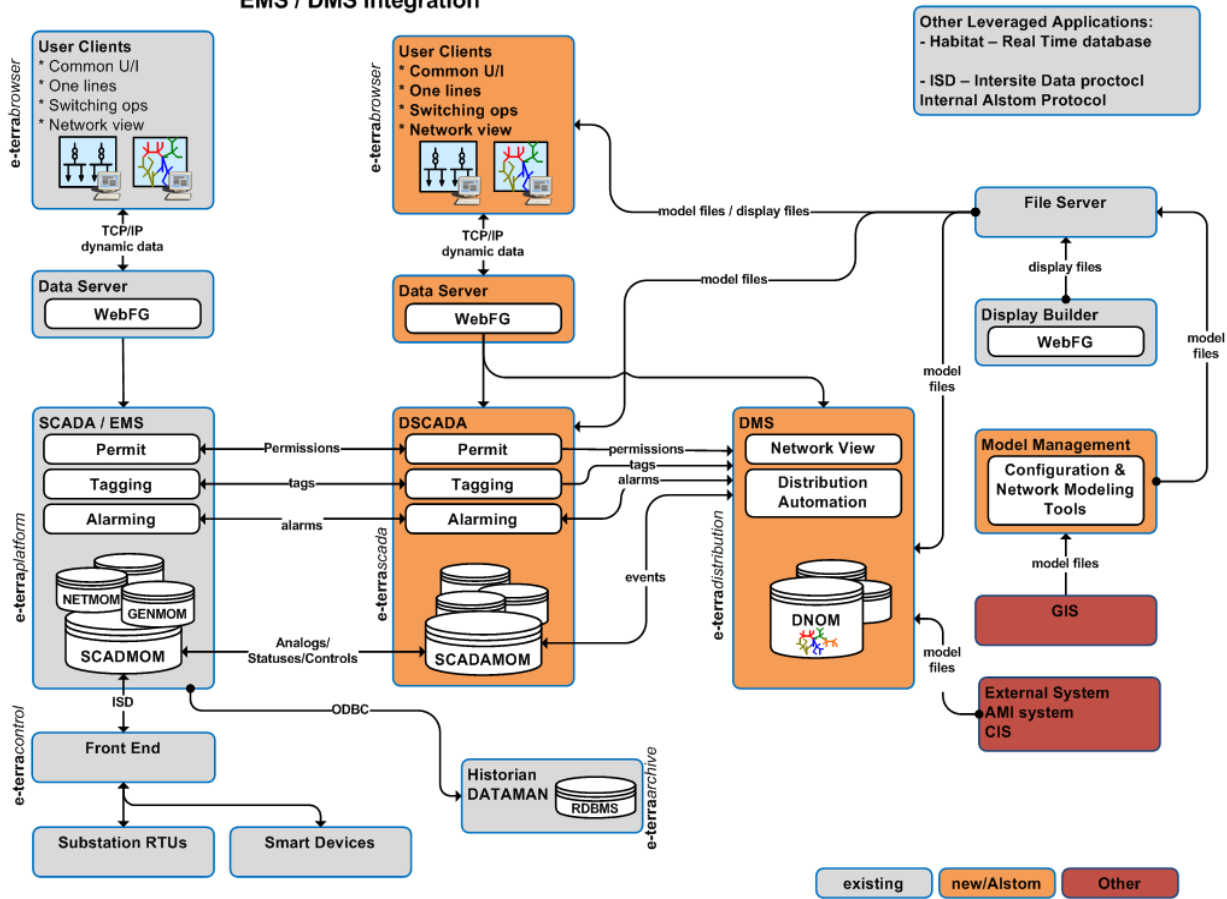 EMS / DMS Integration
User Clients
* Common U/I
* One lines
* Switching ops
* Network view
e-terrabrowser
TCP/IP
dynamic data
Data Server
WebFG
User Clients
* Common U/I
* One lines
* Switching ops
* Network view
e-terrabrowser
TCP/IP
dynamic data
Data Server
WebFG
Other Leveraged Applications:
- Habitat – Real Time database
- ISD – Intersite Data proctocl
Internal Alstom Protocol
model files / display files
model files
File Server
display files
Display Builder
WebFG
model
files
model
files
SCADA / EMS
Permit
Tagging
Alarming
NETMOM
GENMOM
SCADMOM
e-terraplatform
Permissions
tags
alarms
Analogs/
Statuses/Controls
DSCADA
Permit
Tagging
Alarming
SCADAMOM
e-terrascada
permissions
tags
alarms
events
DMS
Network View
Distribution
Automation
DNOM
e-terradistribution
Model Management
Configuration &
Network Modeling
Tools
model files
GIS
model
files
External System
AMI system
CIS
ISD
ODBC
Front End
e-terracontrol
Substation RTUs
Smart Devices
Historian
DATAMAN
RDBMS
e-terraarchive
existing
new/Alstom
Other